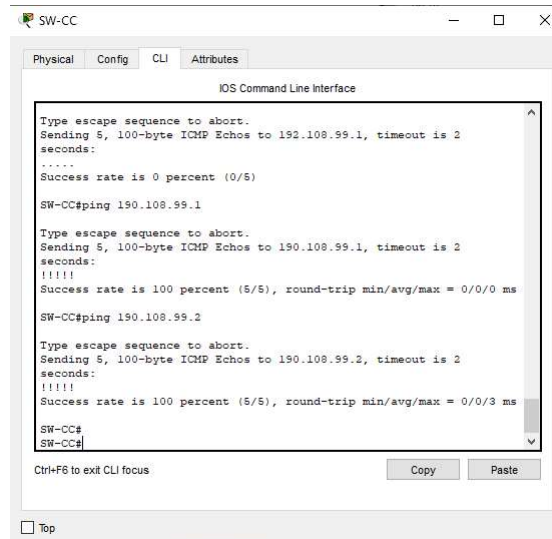 SW-CC
Physical Config CLI Attributes
IOS Command Line Interface
Type escape sequence to abort.
Sending 5, 100-byte ICMP Echos to 192.108.99.1, timeout is 2
seconds:
.....
Success rate is 0 percent (0/5)
SW-CC#ping 190.108.99.1
Type escape sequence to abort.
Sending 5, 100-byte ICMP Echos to 190.108.99.1, timeout is 2
seconds:
!!!!!
Success rate is 100 percent (5/5), round-trip min/avg/max = 0/0/0 ms
SW-CC#ping 190.108.99.2
Type escape sequence to abort.
Sending 5, 100-byte ICMP Echos to 190.108.99.2, timeout is 2
seconds:
!!!!!
Success rate is 100 percent (5/5), round-trip min/avg/max = 0/0/3 ms
SW-CC#
SW-CC#
Ctrl+F6 to exit CLI focus
Copy Paste
Top